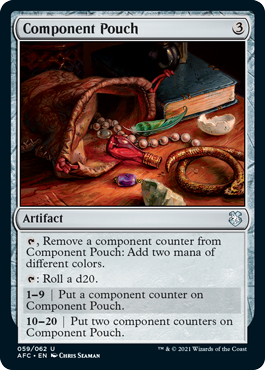 Component Pouch 3
Artifact
, Remove a component counter from
Component Pouch: Add two mana of
different colors.
: Roll a d20.
1–9 | Put a component counter on
Component Pouch.
10–20 | Put two component counters on
Component Pouch.
059/062 U
AFC • EN Chris Seaman
™ & © 2021 Wizards of the Coast